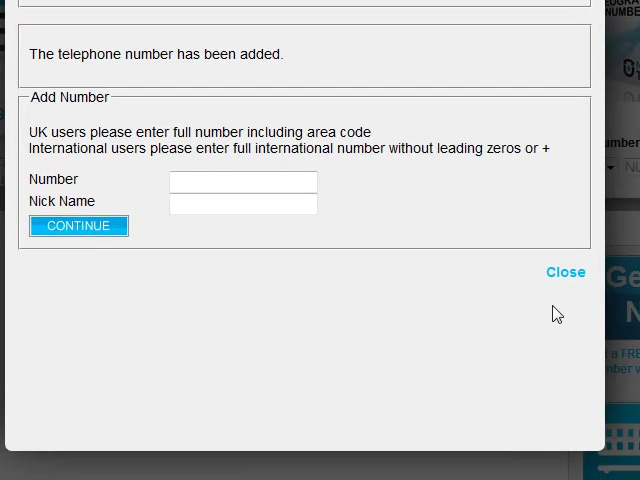 The telephone number has been added.
Add Number
UK users please enter full number including area code
International users please enter full international number without leading zeros or +
Number
Nick Name
CONTINUE
Close